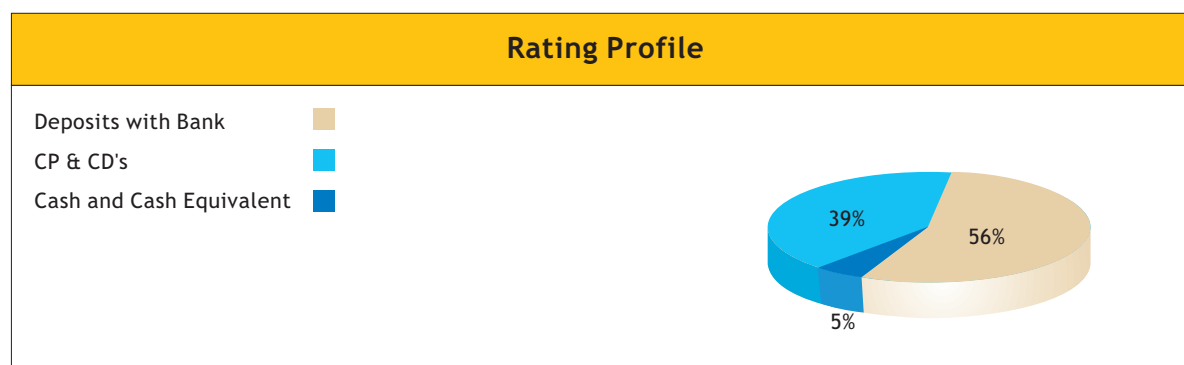 Rating Profile
Deposits with Bank
CP & CD's
Cash and Cash Equivalent
39%
56%
5%